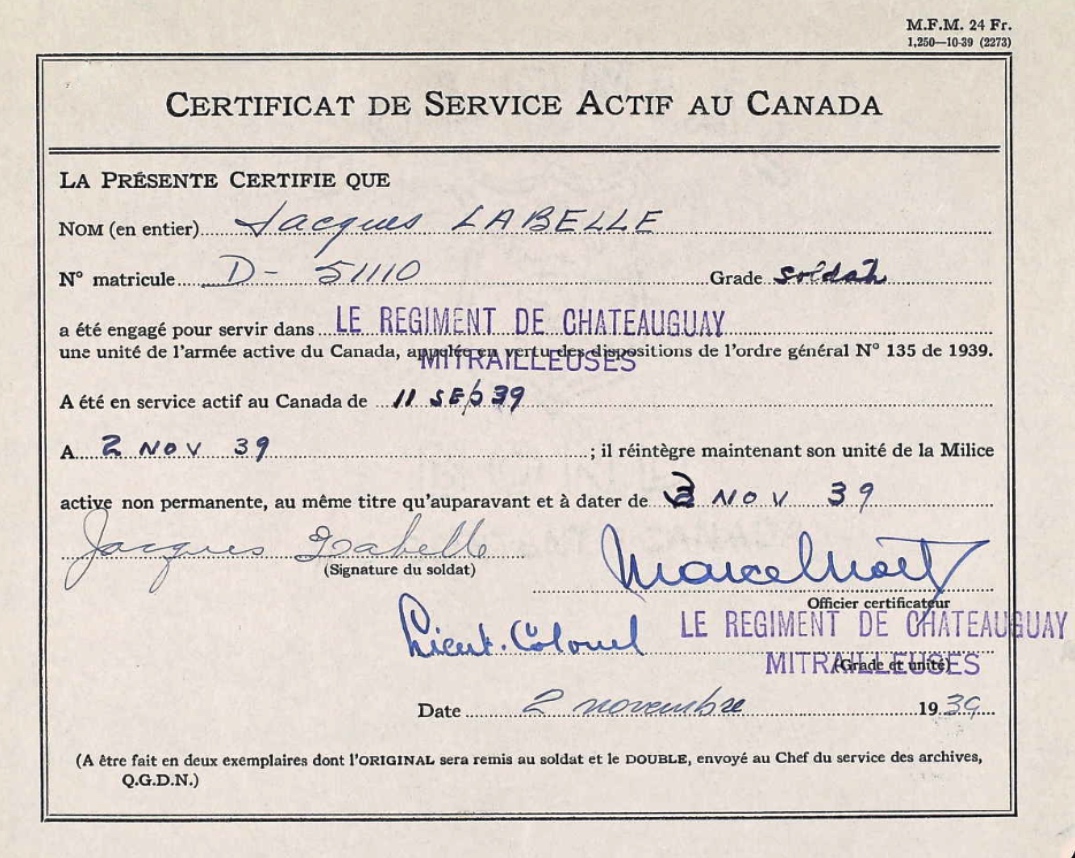 M.F.M. 24 Fr.
1,250—10-39 (2273)
CERTIFICAT DE SERVICE ACTIF AU CANADA
LA PRÉSENTE CERTIFIE QUE
NOM (en entier) Jacques LABELLE
N° matricule D- 51110 Grade soldat
a été engagé pour servir dans LE REGIMENT DE CHATEAUGUAY
une unité de l'armée active du Canada, appelée en vertu des dispositions de l'ordre général N° 135 de 1939.
MITRAILLEUSES
A été en service actif au Canada de 11 SEP 39
A 2 NOV 39 ; il réintègre maintenant son unité de la Milice
active non permanente, au même titre qu'auparavant et à dater de 3 NOV 39
Jacques Labelle
(Signature du soldat)
Marcel Noël
Officier certificateur
Lieut. Colonel LE REGIMENT DE CHATEAUGUAY
MITRAILLEUSES
(Grade et unité)
Date 2 novembre 1939
(A être fait en deux exemplaires dont l'ORIGINAL sera remis au soldat et le DOUBLE, envoyé au Chef du service des archives,
Q.G.D.N.)